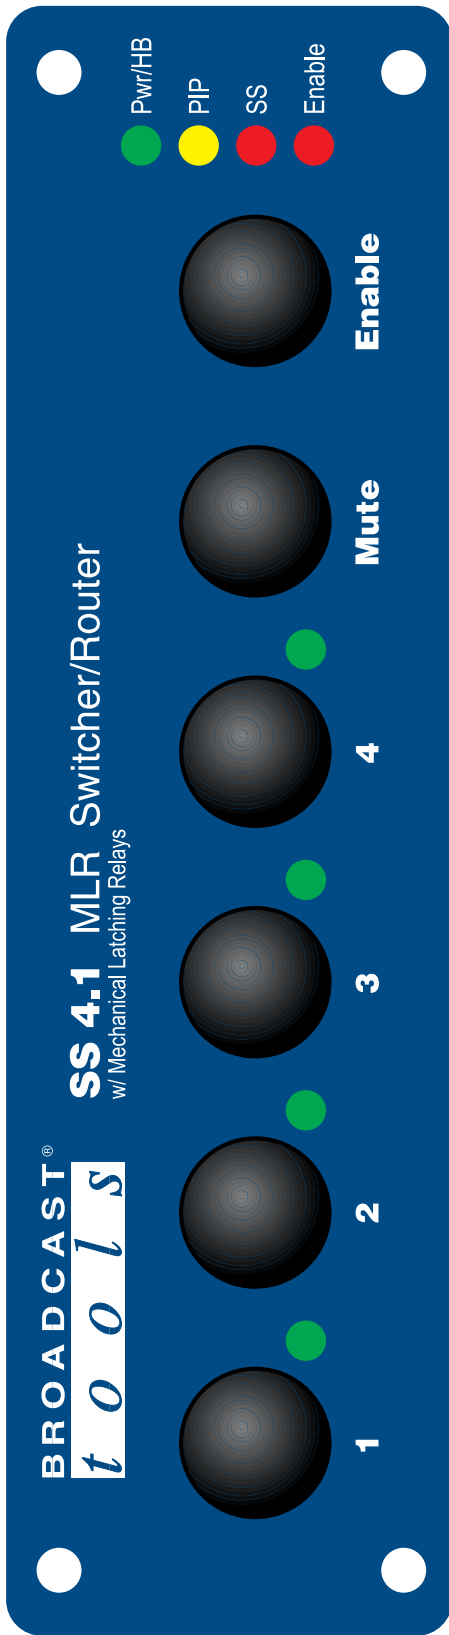 BROADCAST®
tools
SS 4.1 MLR Switcher/Router
w/ Mechanical Latching Relays
Pwr/HB
PIP
SS
Enable
1
2
3
4
Mute
Enable